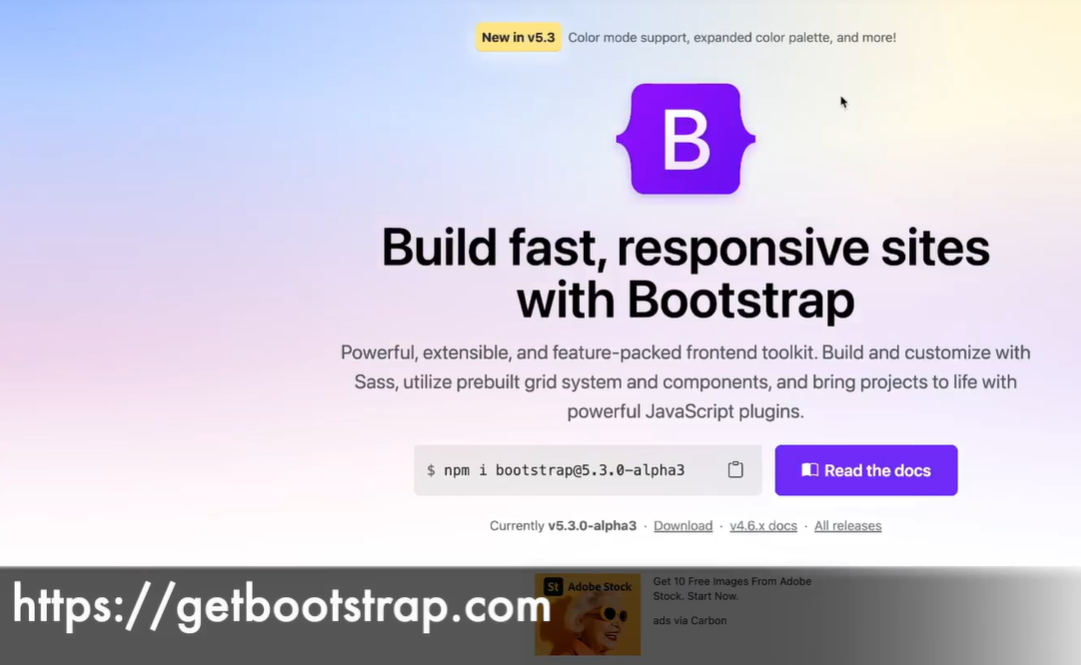 New in v5.3 Color mode support, expanded color palette, and more!
B
Build fast, responsive sites
with Bootstrap
Powerful, extensible, and feature-packed frontend toolkit. Build and customize with
Sass, utilize prebuilt grid system and components, and bring projects to life with
powerful JavaScript plugins.
$ npm i bootstrap@5.3.0-alpha3
Read the docs
Currently v5.3.0-alpha3 · Download · v4.6.x docs · All releases
St Adobe Stock
Get 10 Free Images From Adobe
Stock. Start Now.
ads via Carbon
https://getbootstrap.com